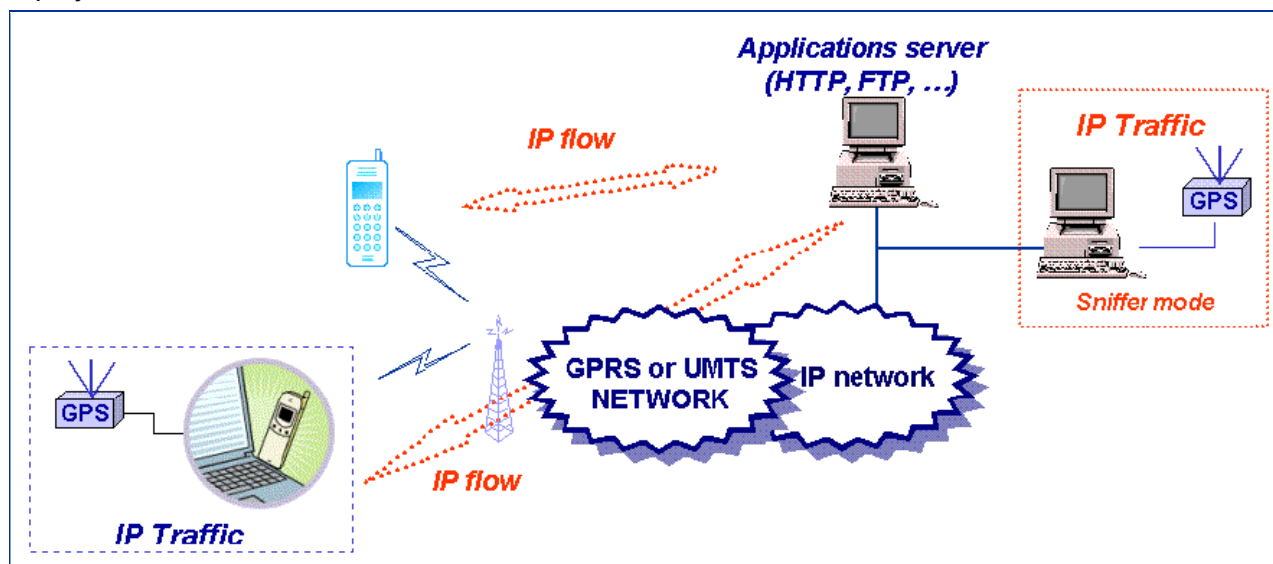 Applications server
(HTTP, FTP, …)
IP Traffic
IP flow
GPS
GPS
Sniffer mode
GPRS or UMTS
NETWORK
IP network
IP flow
IP Traffic